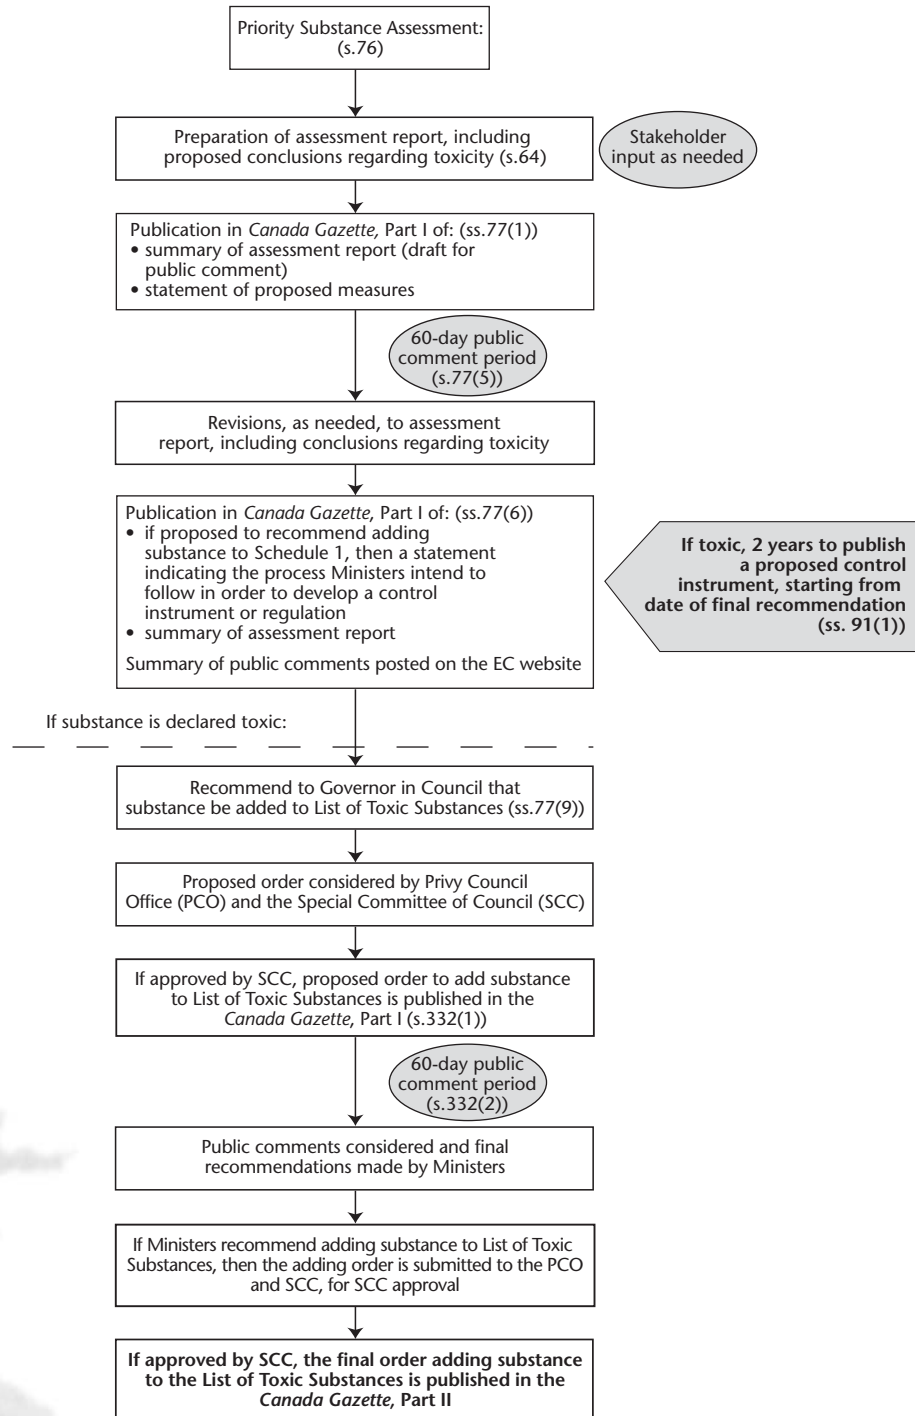 Priority Substance Assessment:
(s.76)
Preparation of assessment report, including
proposed conclusions regarding toxicity (s.64)
Stakeholder
input as needed
Publication in Canada Gazette, Part I of: (ss.77(1))
• summary of assessment report (draft for
public comment)
• statement of proposed measures
60-day public
comment period
(s.77(5))
Revisions, as needed, to assessment
report, including conclusions regarding toxicity
Publication in Canada Gazette, Part I of: (ss.77(6))
• if proposed to recommend adding
substance to Schedule 1, then a statement
indicating the process Ministers intend to
follow in order to develop a control
instrument or regulation
• summary of assessment report
Summary of public comments posted on the EC website
If toxic, 2 years to publish
a proposed control
instrument, starting from
date of final recommendation
(ss. 91(1))
If substance is declared toxic:
Recommend to Governor in Council that
substance be added to List of Toxic Substances (ss.77(9))
Proposed order considered by Privy Council
Office (PCO) and the Special Committee of Council (SCC)
If approved by SCC, proposed order to add substance
to List of Toxic Substances is published in the
Canada Gazette, Part I (s.332(1))
60-day public
comment period
(s.332(2))
Public comments considered and final
recommendations made by Ministers
If Ministers recommend adding substance to List of Toxic
Substances, then the adding order is submitted to the PCO
and SCC, for SCC approval
If approved by SCC, the final order adding substance
to the List of Toxic Substances is published in the
Canada Gazette, Part II